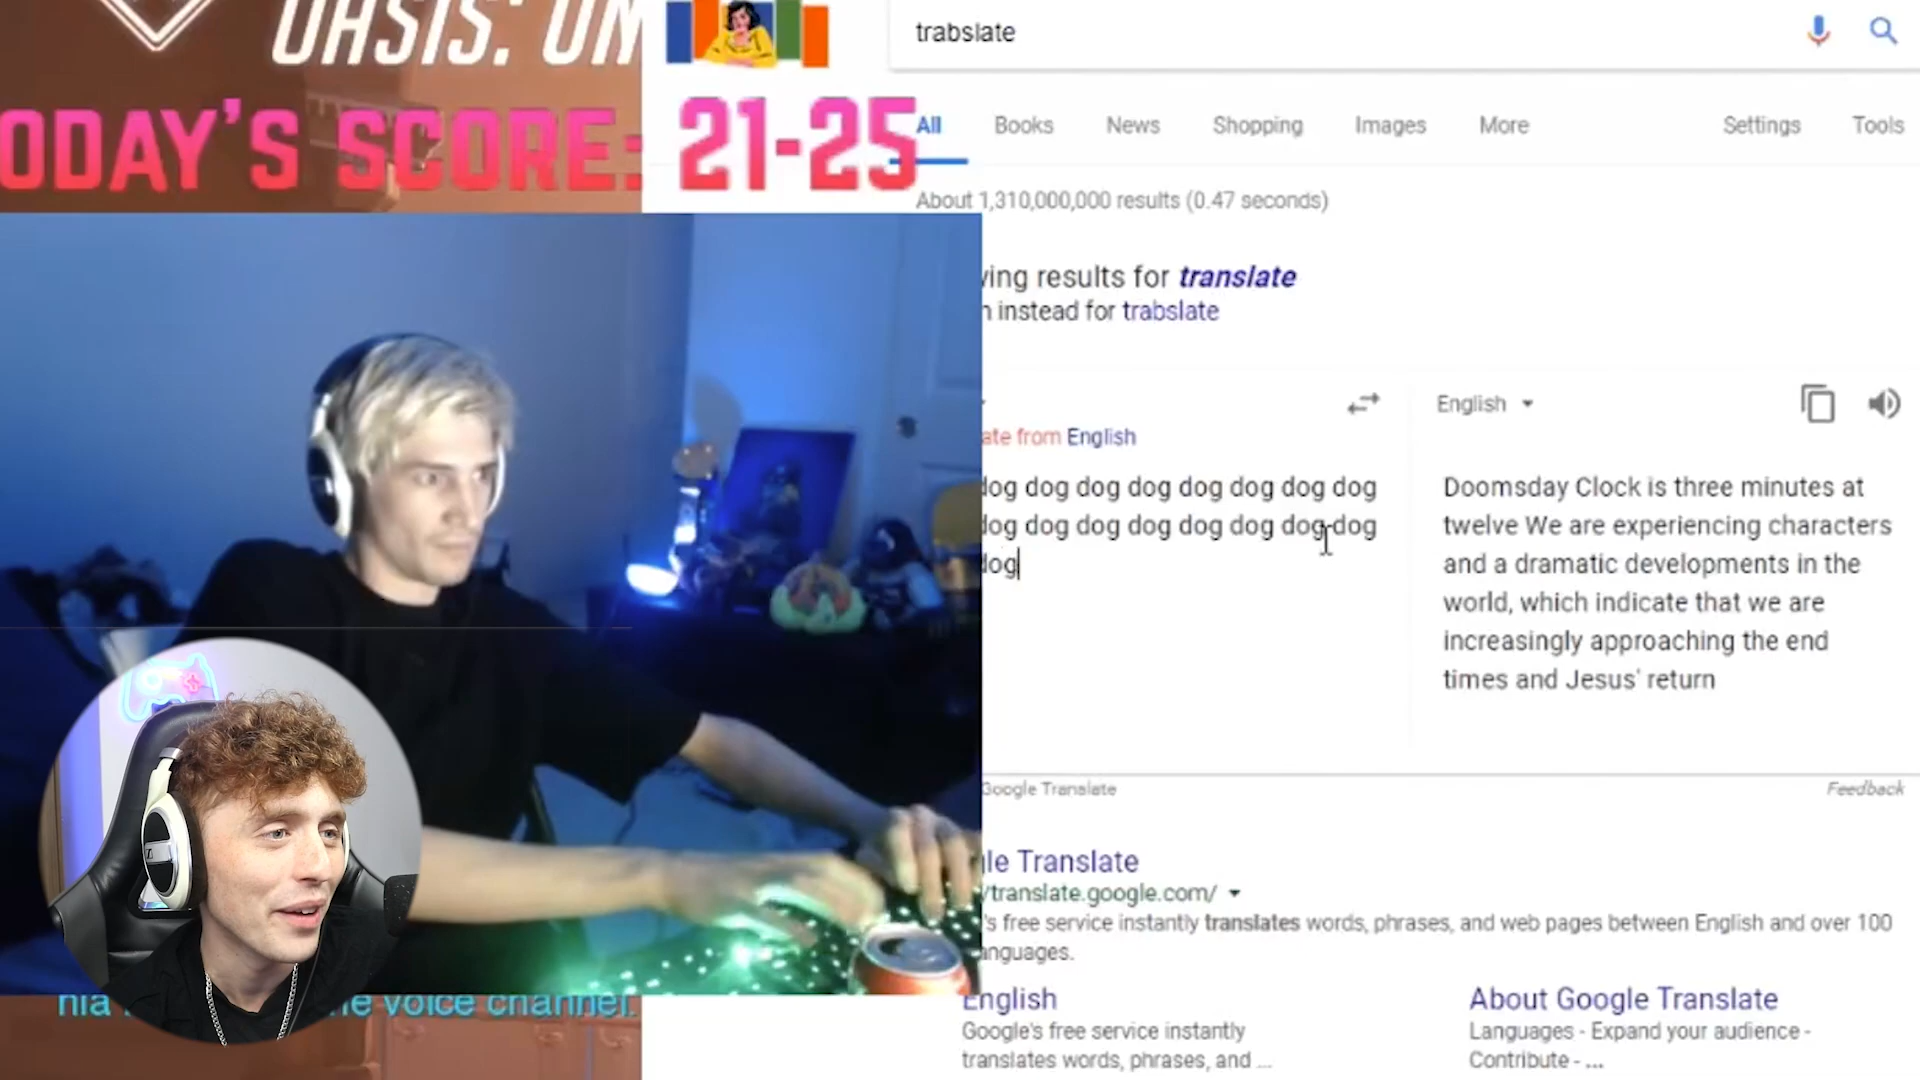 OASIS: UN
ODAY'S SCORE: 21-25
trabslate
All Books News Shopping Images More Settings Tools
About 1,310,000,000 results (0.47 seconds)
ving results for translate
n instead for trabslate
English
ate from English
dog dog dog dog dog dog dog dog
dog dog dog dog dog dog dog dog
dog
Doomsday Clock is three minutes at
twelve We are experiencing characters
and a dramatic developments in the
world, which indicate that we are
increasingly approaching the end
times and Jesus' return
Google Translate
Feedback
gle Translate
/translate.google.com/
's free service instantly translates words, phrases, and web pages between English and over 100
anguages.
English
Google's free service instantly
translates words, phrases, and ...
About Google Translate
Languages - Expand your audience -
Contribute - ...
voice channel.